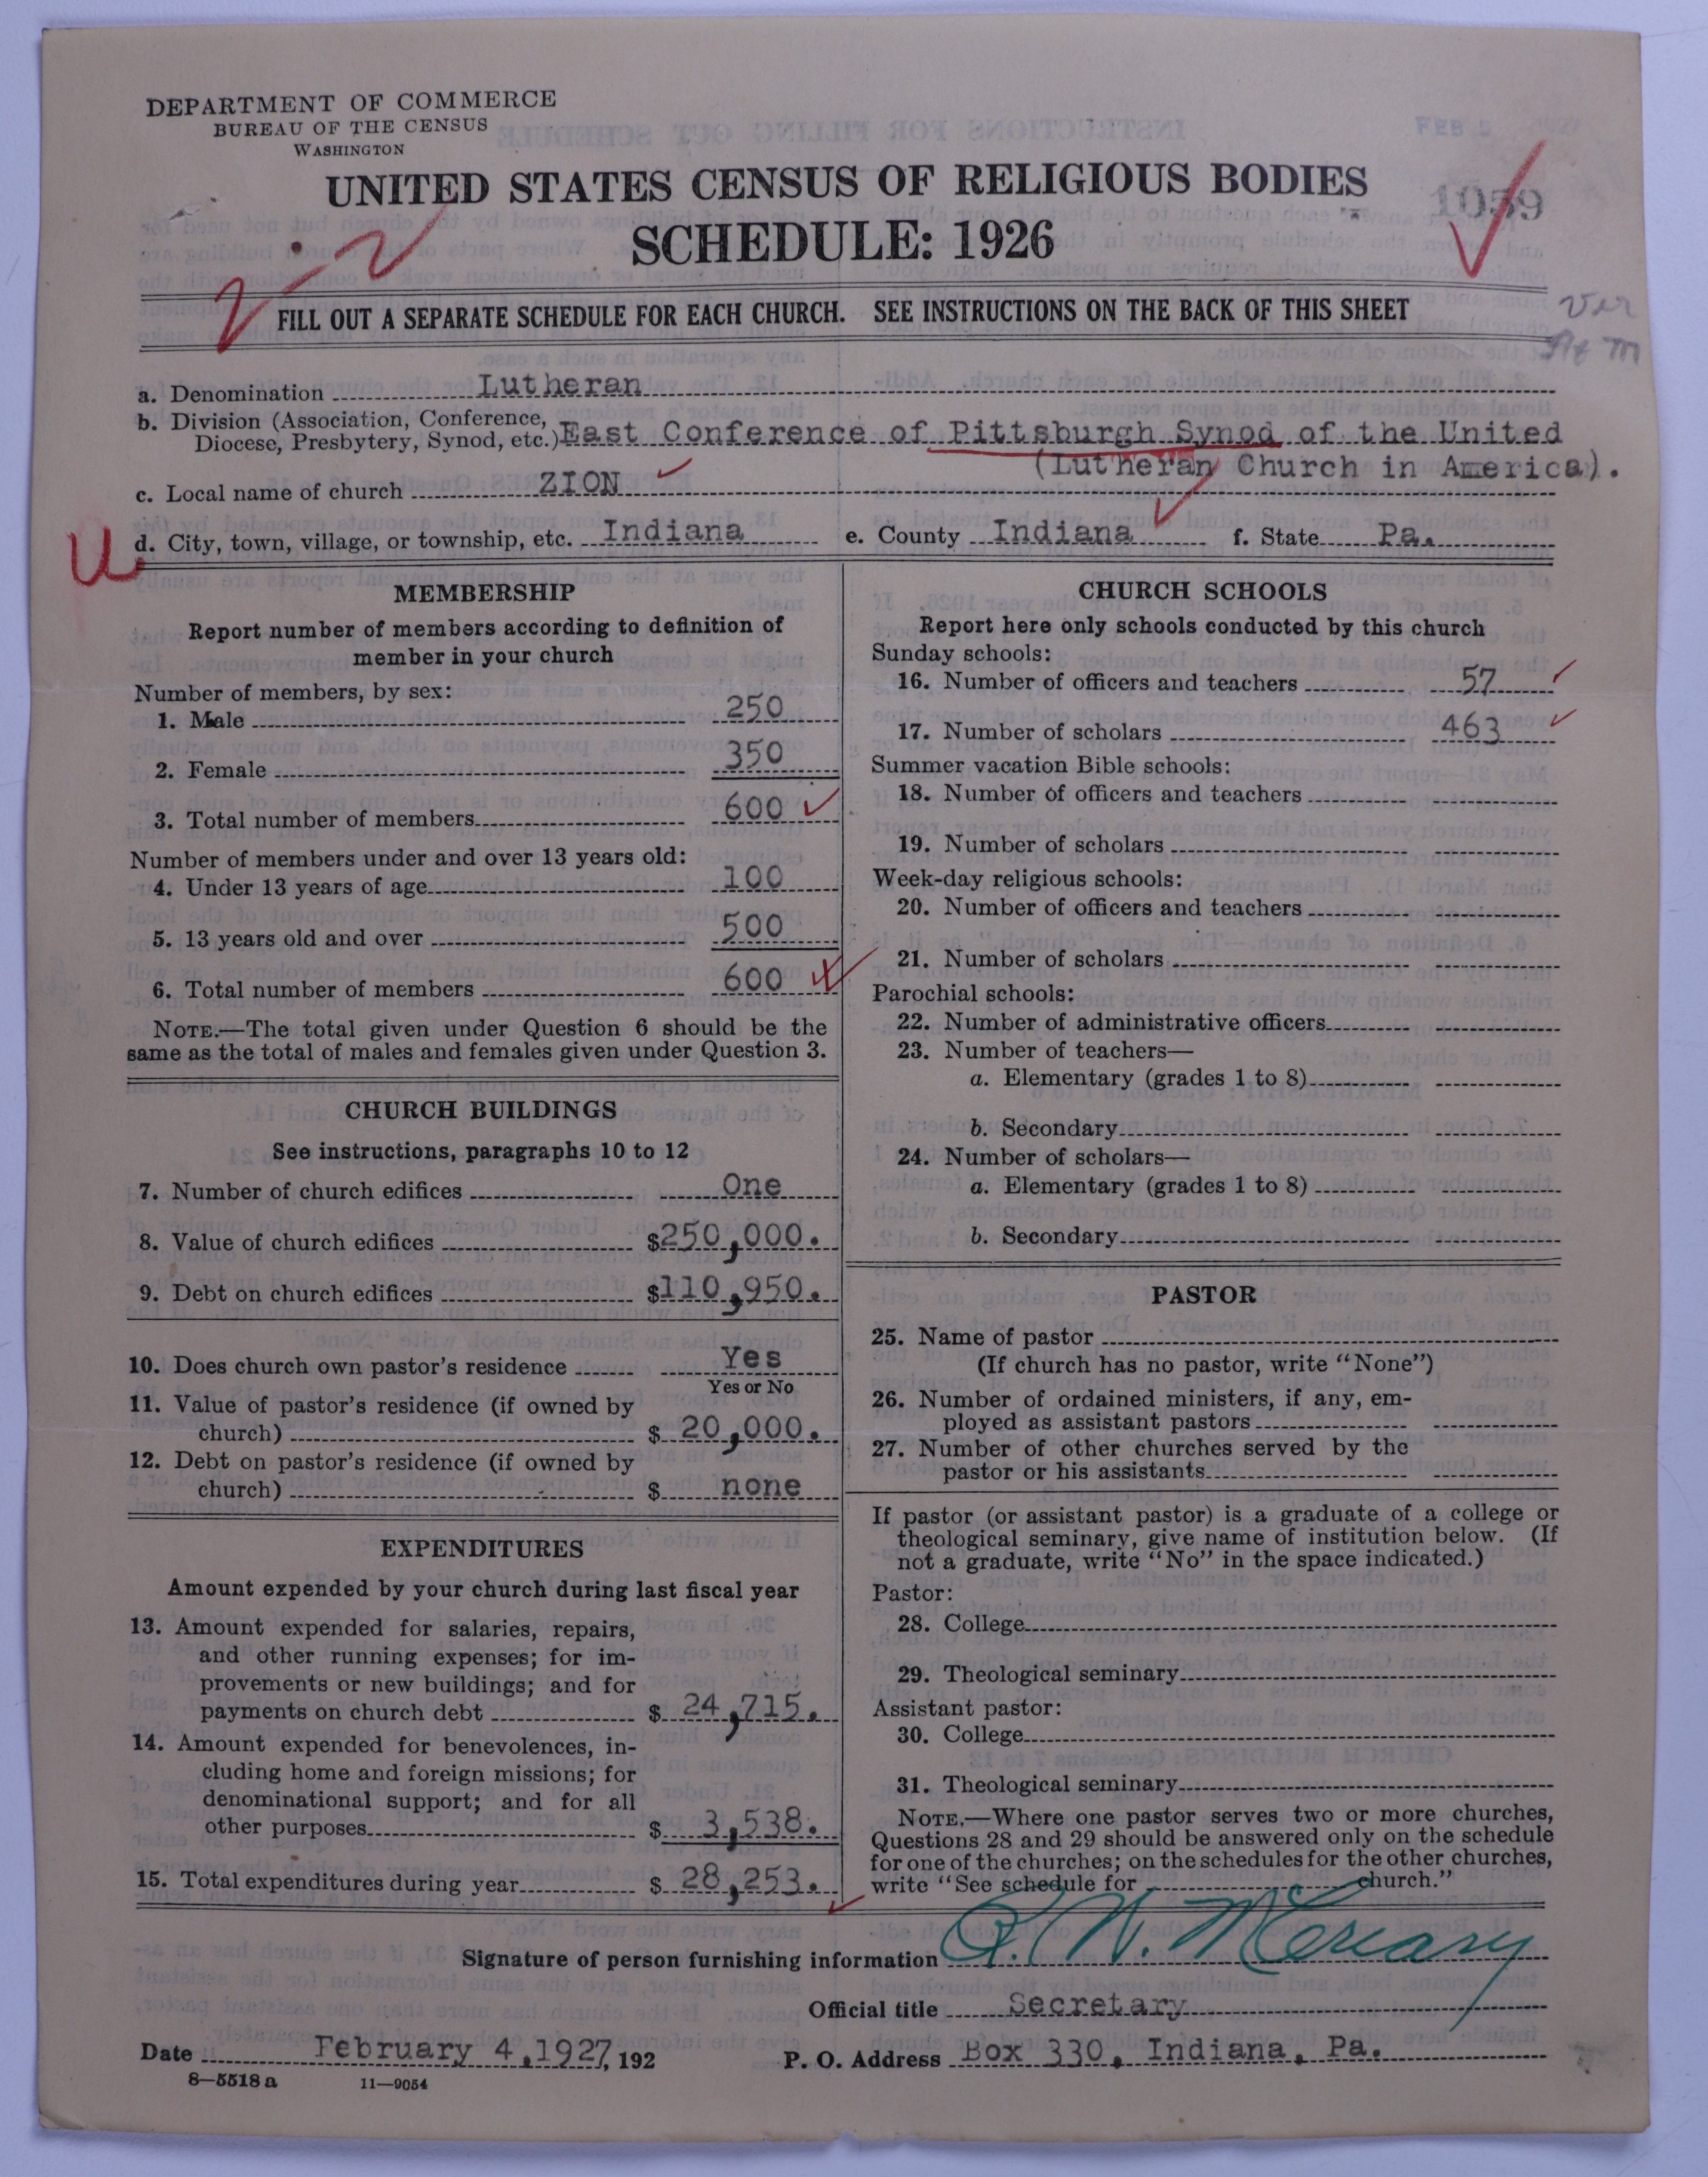 DEPARTMENT OF COMMERCE
BUREAU OF THE CENSUS
WASHINGTON
FEB 5
UNITED STATES CENSUS OF RELIGIOUS BODIES
1059
SCHEDULE: 1926
FILL OUT A SEPARATE SCHEDULE FOR EACH CHURCH. SEE INSTRUCTIONS ON THE BACK OF THIS SHEET
Ver
a. Denomination Lutheran
b. Division (Association, Conference,
Diocese, Presbytery, Synod, etc.) East Conference of Pittsburgh Synod of the United
(Lutheran Church in America).
c. Local name of church ZION
U
d. City, town, village, or township, etc. Indiana e. County Indiana f. State Pa.
MEMBERSHIP
Report number of members according to definition of
member in your church
Number of members, by sex:
1. Male 250
2. Female 350
3. Total number of members 600
Number of members under and over 13 years old:
4. Under 13 years of age 100
5. 13 years old and over 500
6. Total number of members 600
NOTE.—The total given under Question 6 should be the
same as the total of males and females given under Question 3.
CHURCH BUILDINGS
See instructions, paragraphs 10 to 12
7. Number of church edifices One
8. Value of church edifices $250,000.
9. Debt on church edifices $110,950.
10. Does church own pastor's residence Yes
Yes or No
11. Value of pastor's residence (if owned by
church) $ 20,000.
12. Debt on pastor's residence (if owned by
church) $ none
EXPENDITURES
Amount expended by your church during last fiscal year
13. Amount expended for salaries, repairs,
and other running expenses; for im-
provements or new buildings; and for
payments on church debt $ 24,715.
14. Amount expended for benevolences, in-
cluding home and foreign missions; for
denominational support; and for all
other purposes $ 3,538.
15. Total expenditures during year $ 28,253.
CHURCH SCHOOLS
Report here only schools conducted by this church
Sunday schools:
16. Number of officers and teachers 57
17. Number of scholars 463
Summer vacation Bible schools:
18. Number of officers and teachers
19. Number of scholars
Week-day religious schools:
20. Number of officers and teachers
21. Number of scholars
Parochial schools:
22. Number of administrative officers
23. Number of teachers—
a. Elementary (grades 1 to 8)
b. Secondary
24. Number of scholars—
a. Elementary (grades 1 to 8)
b. Secondary
PASTOR
25. Name of pastor
(If church has no pastor, write "None")
26. Number of ordained ministers, if any, em-
ployed as assistant pastors
27. Number of other churches served by the
pastor or his assistants
If pastor (or assistant pastor) is a graduate of a college or
theological seminary, give name of institution below. (If
not a graduate, write "No" in the space indicated.)
Pastor:
28. College
29. Theological seminary
Assistant pastor:
30. College
31. Theological seminary
NOTE.—Where one pastor serves two or more churches,
Questions 28 and 29 should be answered only on the schedule
for one of the churches; on the schedules for the other churches,
write "See schedule for church."
Signature of person furnishing information R. W. McCreary
Official title Secretary
Date February 4,1927, 192 P. O. Address Box 330, Indiana, Pa.
8—5518 a 11—9054